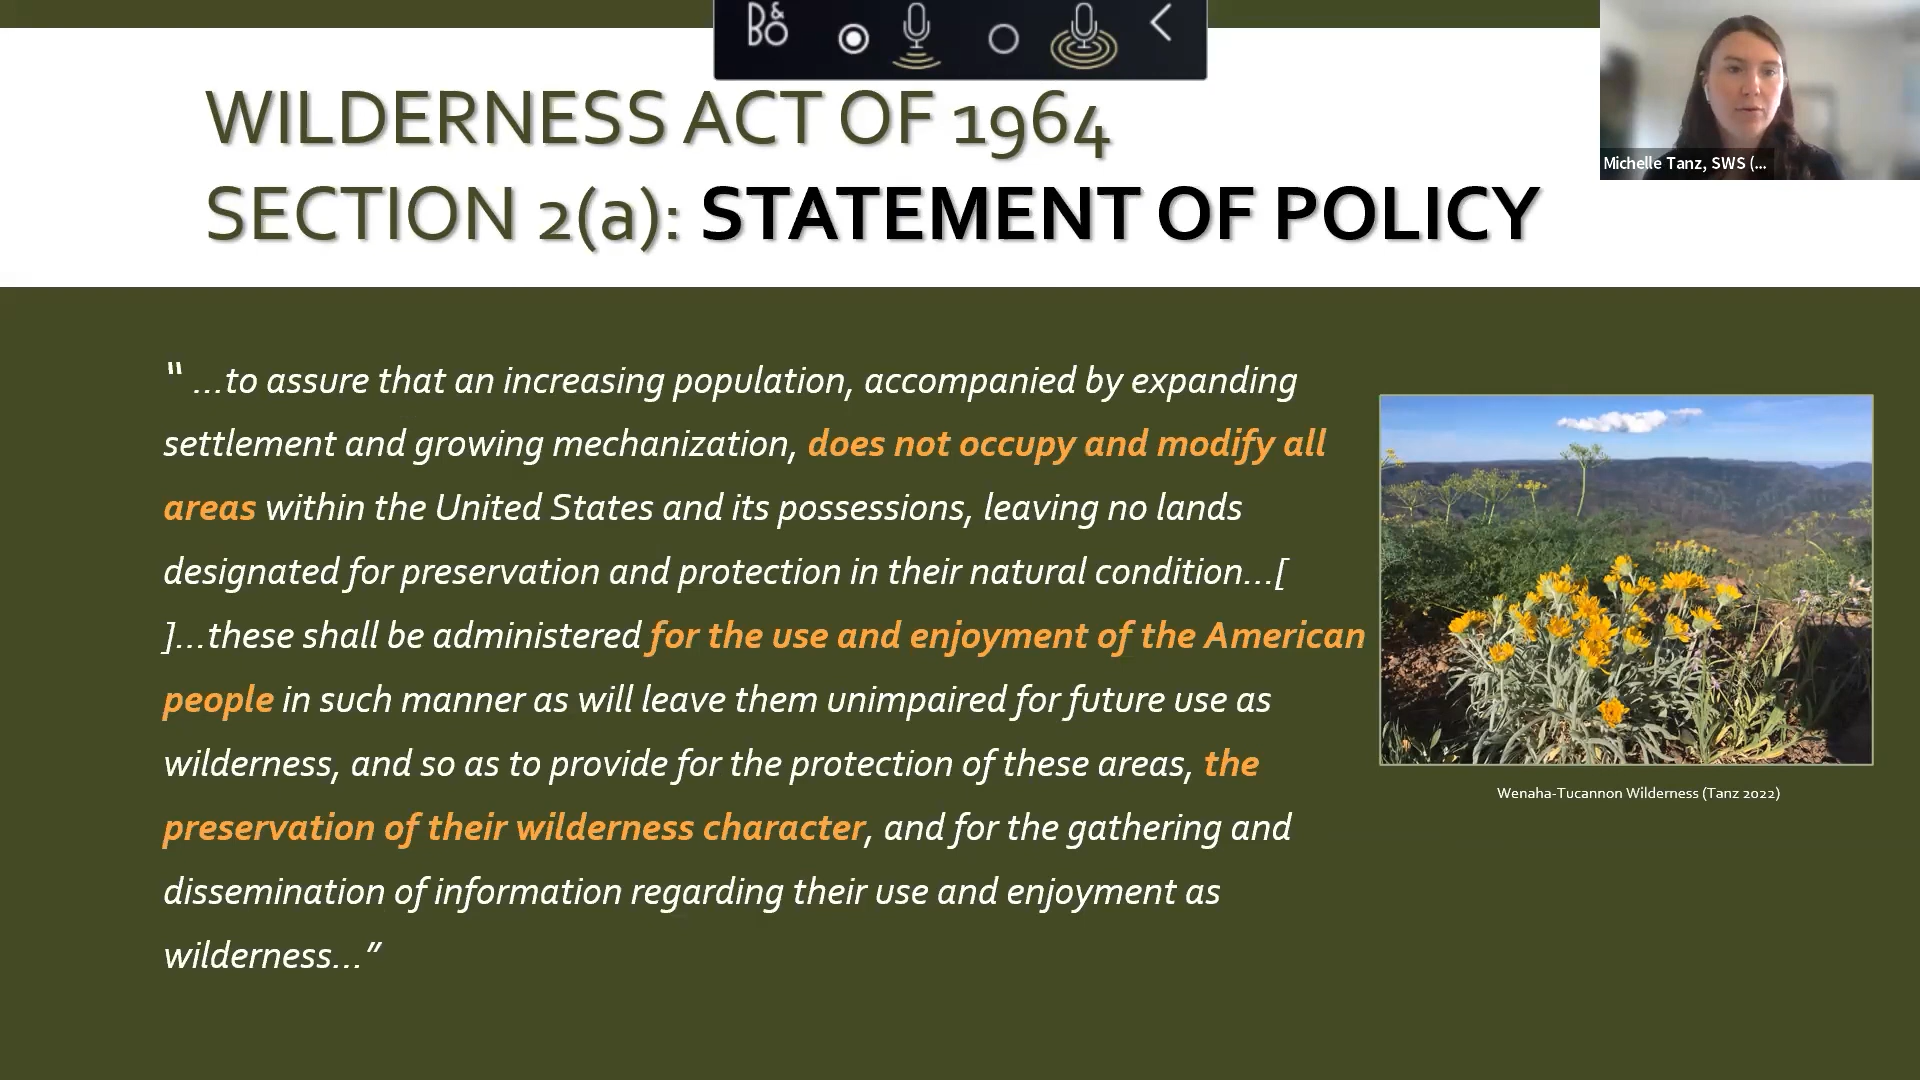 B&O
WILDERNESS ACT OF 1964
SECTION 2(a): STATEMENT OF POLICY
Michelle Tanz, SWS (...
“ ...to assure that an increasing population, accompanied by expanding
settlement and growing mechanization, does not occupy and modify all
areas within the United States and its possessions, leaving no lands
designated for preservation and protection in their natural condition...[
]...these shall be administered for the use and enjoyment of the American
people in such manner as will leave them unimpaired for future use as
wilderness, and so as to provide for the protection of these areas, the
preservation of their wilderness character, and for the gathering and
dissemination of information regarding their use and enjoyment as
wilderness...”
Wenaha-Tucannon Wilderness (Tanz 2022)